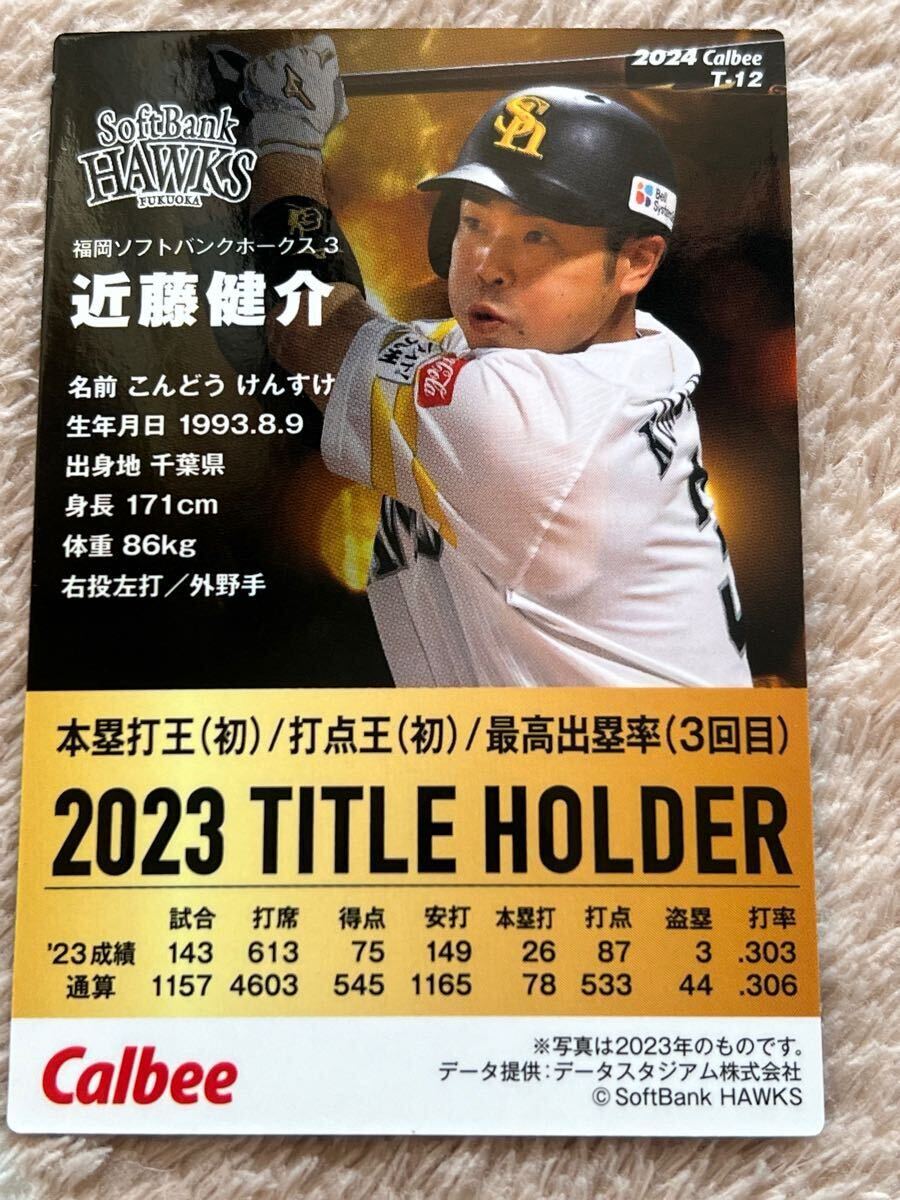 2024 Calbee
T-12
SoftBank
HAWKS
FUKUOKA
Sh
Bell
System
福岡ソフトバンクホークス 3
近藤健介
名前 こんどう けんすけ
生年月日 1993.8.9
出身地 千葉県
身長 171cm
体重 86kg
右投左打／外野手
本塁打王(初)/打点王(初)/最高出塁率(3回目)
2023 TITLE HOLDER
試合 打席 得点 安打 本塁打 打点 盗塁 打率
'23成績 143 613 75 149 26 87 3 .303
通算 1157 4603 545 1165 78 533 44 .306
Calbee
※写真は2023年のものです。
データ提供:データスタジアム株式会社
©SoftBank HAWKS